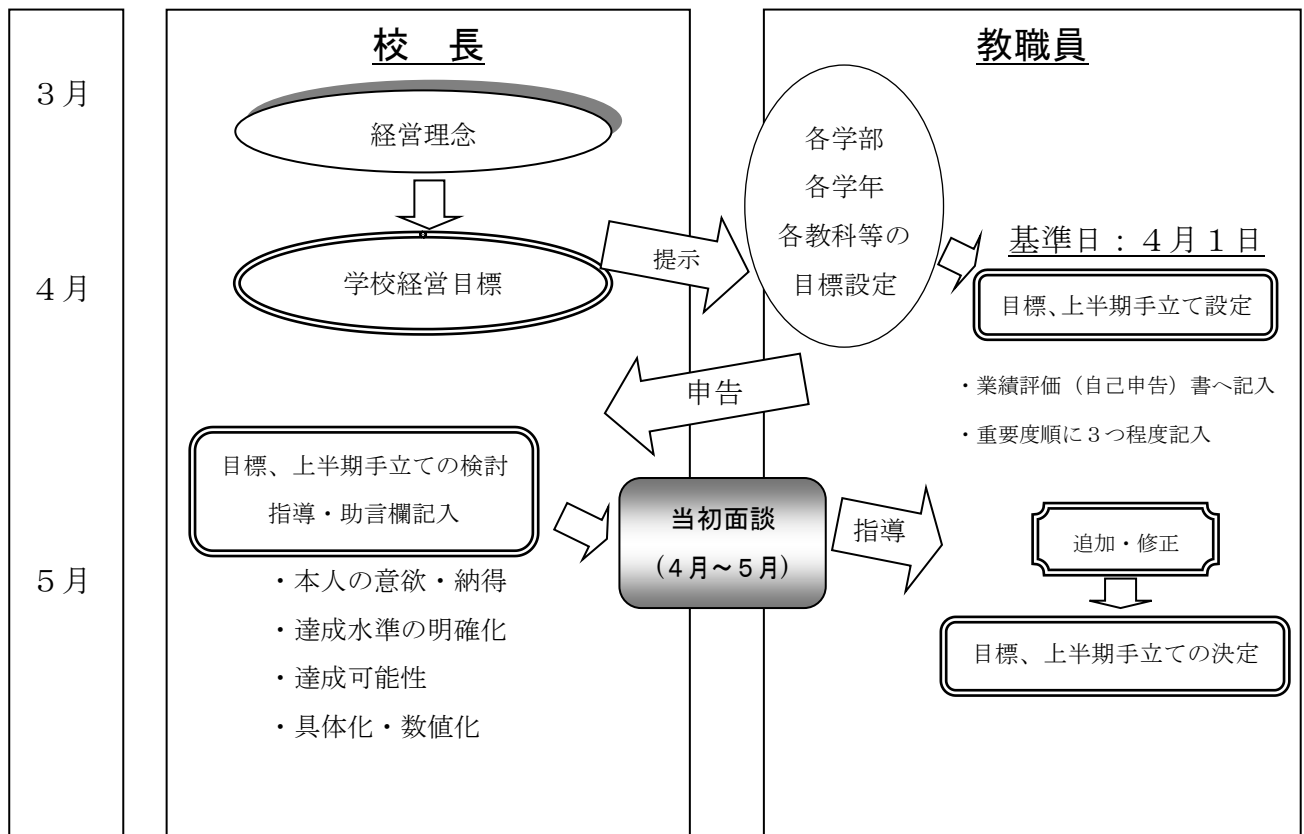 校　長
教職員
３月
経営理念
各学部
各学年
各教科等の
目標設定
基準日：４月１日
４月
学校経営目標
提示
目標、上半期手立て設定
申告
・業績評価（自己申告）書へ記入
・重要度順に３つ程度記入
目標、上半期手立ての検討
指導・助言欄記入
当初面談
(４月～５月)
指導
追加・修正
５月
・本人の意欲・納得
・達成水準の明確化
・達成可能性
・具体化・数値化
目標、上半期手立ての決定